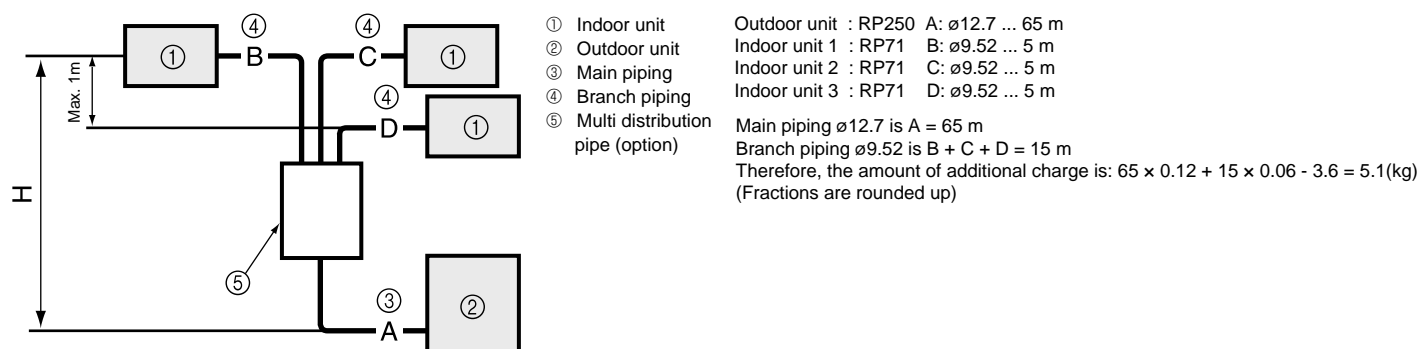 ④
B
①
④
C
①
④
D
①
Max. 1m
H
⑤
③
A
②
① Indoor unit
② Outdoor unit
③ Main piping
④ Branch piping
⑤ Multi distribution
pipe (option)
Outdoor unit : RP250 A: ø12.7 ... 65 m
Indoor unit 1 : RP71 B: ø9.52 ... 5 m
Indoor unit 2 : RP71 C: ø9.52 ... 5 m
Indoor unit 3 : RP71 D: ø9.52 ... 5 m
Main piping ø12.7 is A = 65 m
Branch piping ø9.52 is B + C + D = 15 m
Therefore, the amount of additional charge is: 65 × 0.12 + 15 × 0.06 - 3.6 = 5.1(kg)
(Fractions are rounded up)